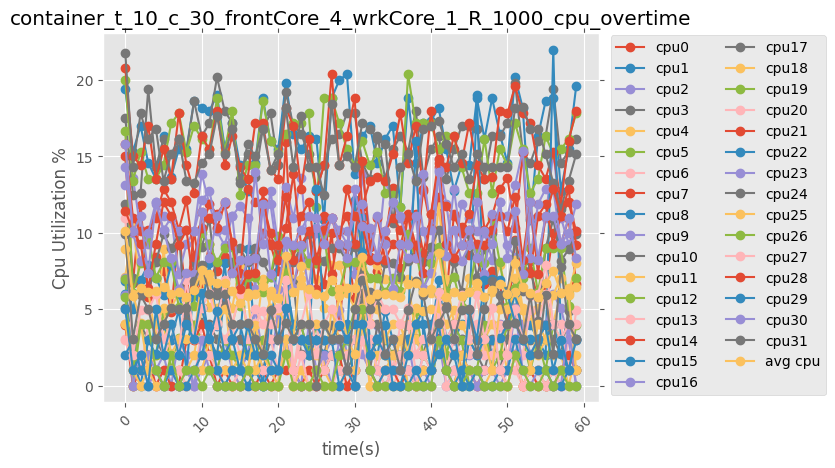 container_t_10_c_30_frontCore_4_wrkCore_1_R_1000_cpu_overtime
Cpu Utilization %
20
15
10
5
0
0
10
20
30
40
50
60
time(s)
cpu0
cpu1
cpu2
cpu3
cpu4
cpu5
cpu6
cpu7
cpu8
cpu9
cpu10
cpu11
cpu12
cpu13
cpu14
cpu15
cpu16
cpu17
cpu18
cpu19
cpu20
cpu21
cpu22
cpu23
cpu24
cpu25
cpu26
cpu27
cpu28
cpu29
cpu30
cpu31
avg cpu